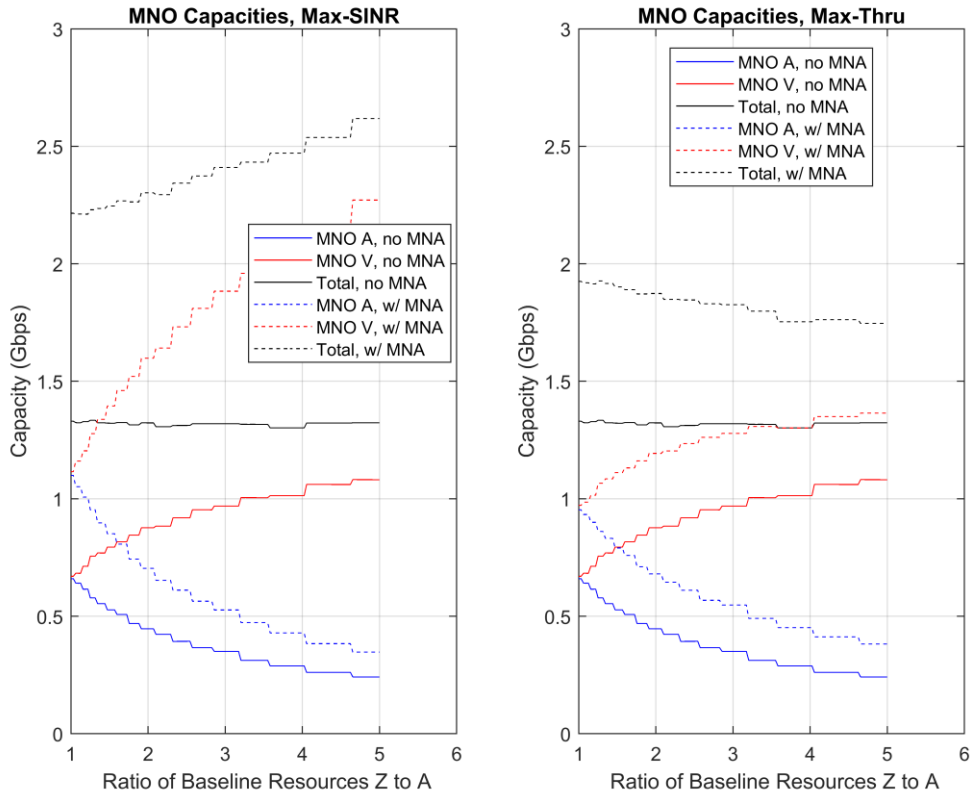 MNO Capacities, Max-SINR
3
2.5
2
1.5
1
0.5
0
Capacity (Gbps)
MNO A, no MNA
MNO V, no MNA
Total, no MNA
MNO A, w/ MNA
MNO V, w/ MNA
Total, w/ MNA
1 2 3 4 5 6
Ratio of Baseline Resources Z to A
MNO Capacities, Max-Thru
3
2.5
2
1.5
1
0.5
0
Capacity (Gbps)
MNO A, no MNA
MNO V, no MNA
Total, no MNA
MNO A, w/ MNA
MNO V, w/ MNA
Total, w/ MNA
1 2 3 4 5 6
Ratio of Baseline Resources Z to A